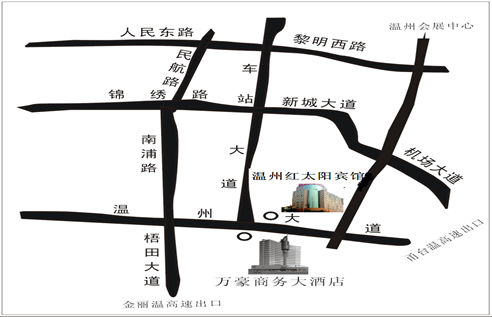 温州会展中心
人民东路
黎明西路
民航路
车站大道
锦绣路
新城大道
南浦路
机场大道
温州红太阳宾馆
温州大道
甬台温高速出口
梧田大道
万豪商务大酒店
金丽温高速出口